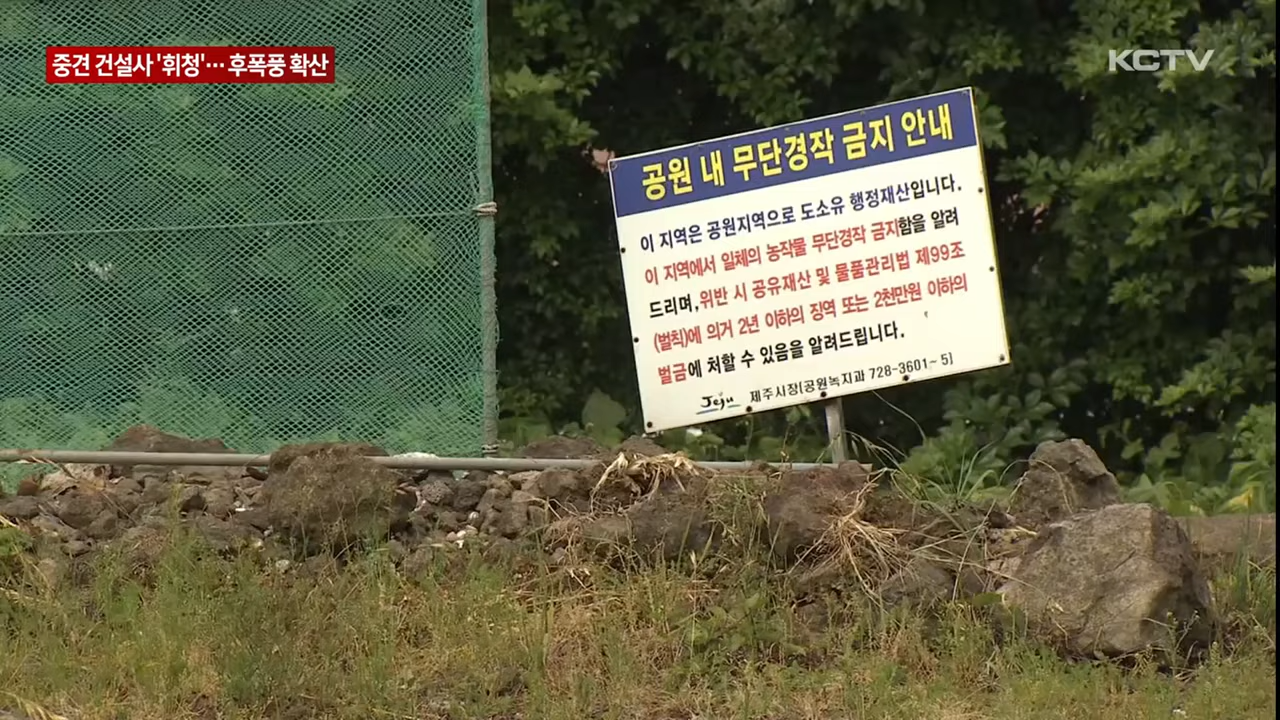 중견 건설사 '휘청'… 후폭풍 확산
KCTV
공원 내 무단경작 금지 안내
이 지역은 공원지역으로 도소유 행정재산입니다.
이 지역에서 일체의 농작물 무단경작 금지함을 알려
드리며,위반 시 공유재산 및 물품관리법 제99조
(벌칙)에 의거 2년 이하의 징역 또는 2천만원 이하의
벌금에 처할 수 있음을 알려드립니다.
Jeju 제주시장(공원녹지과 728-3601~5)